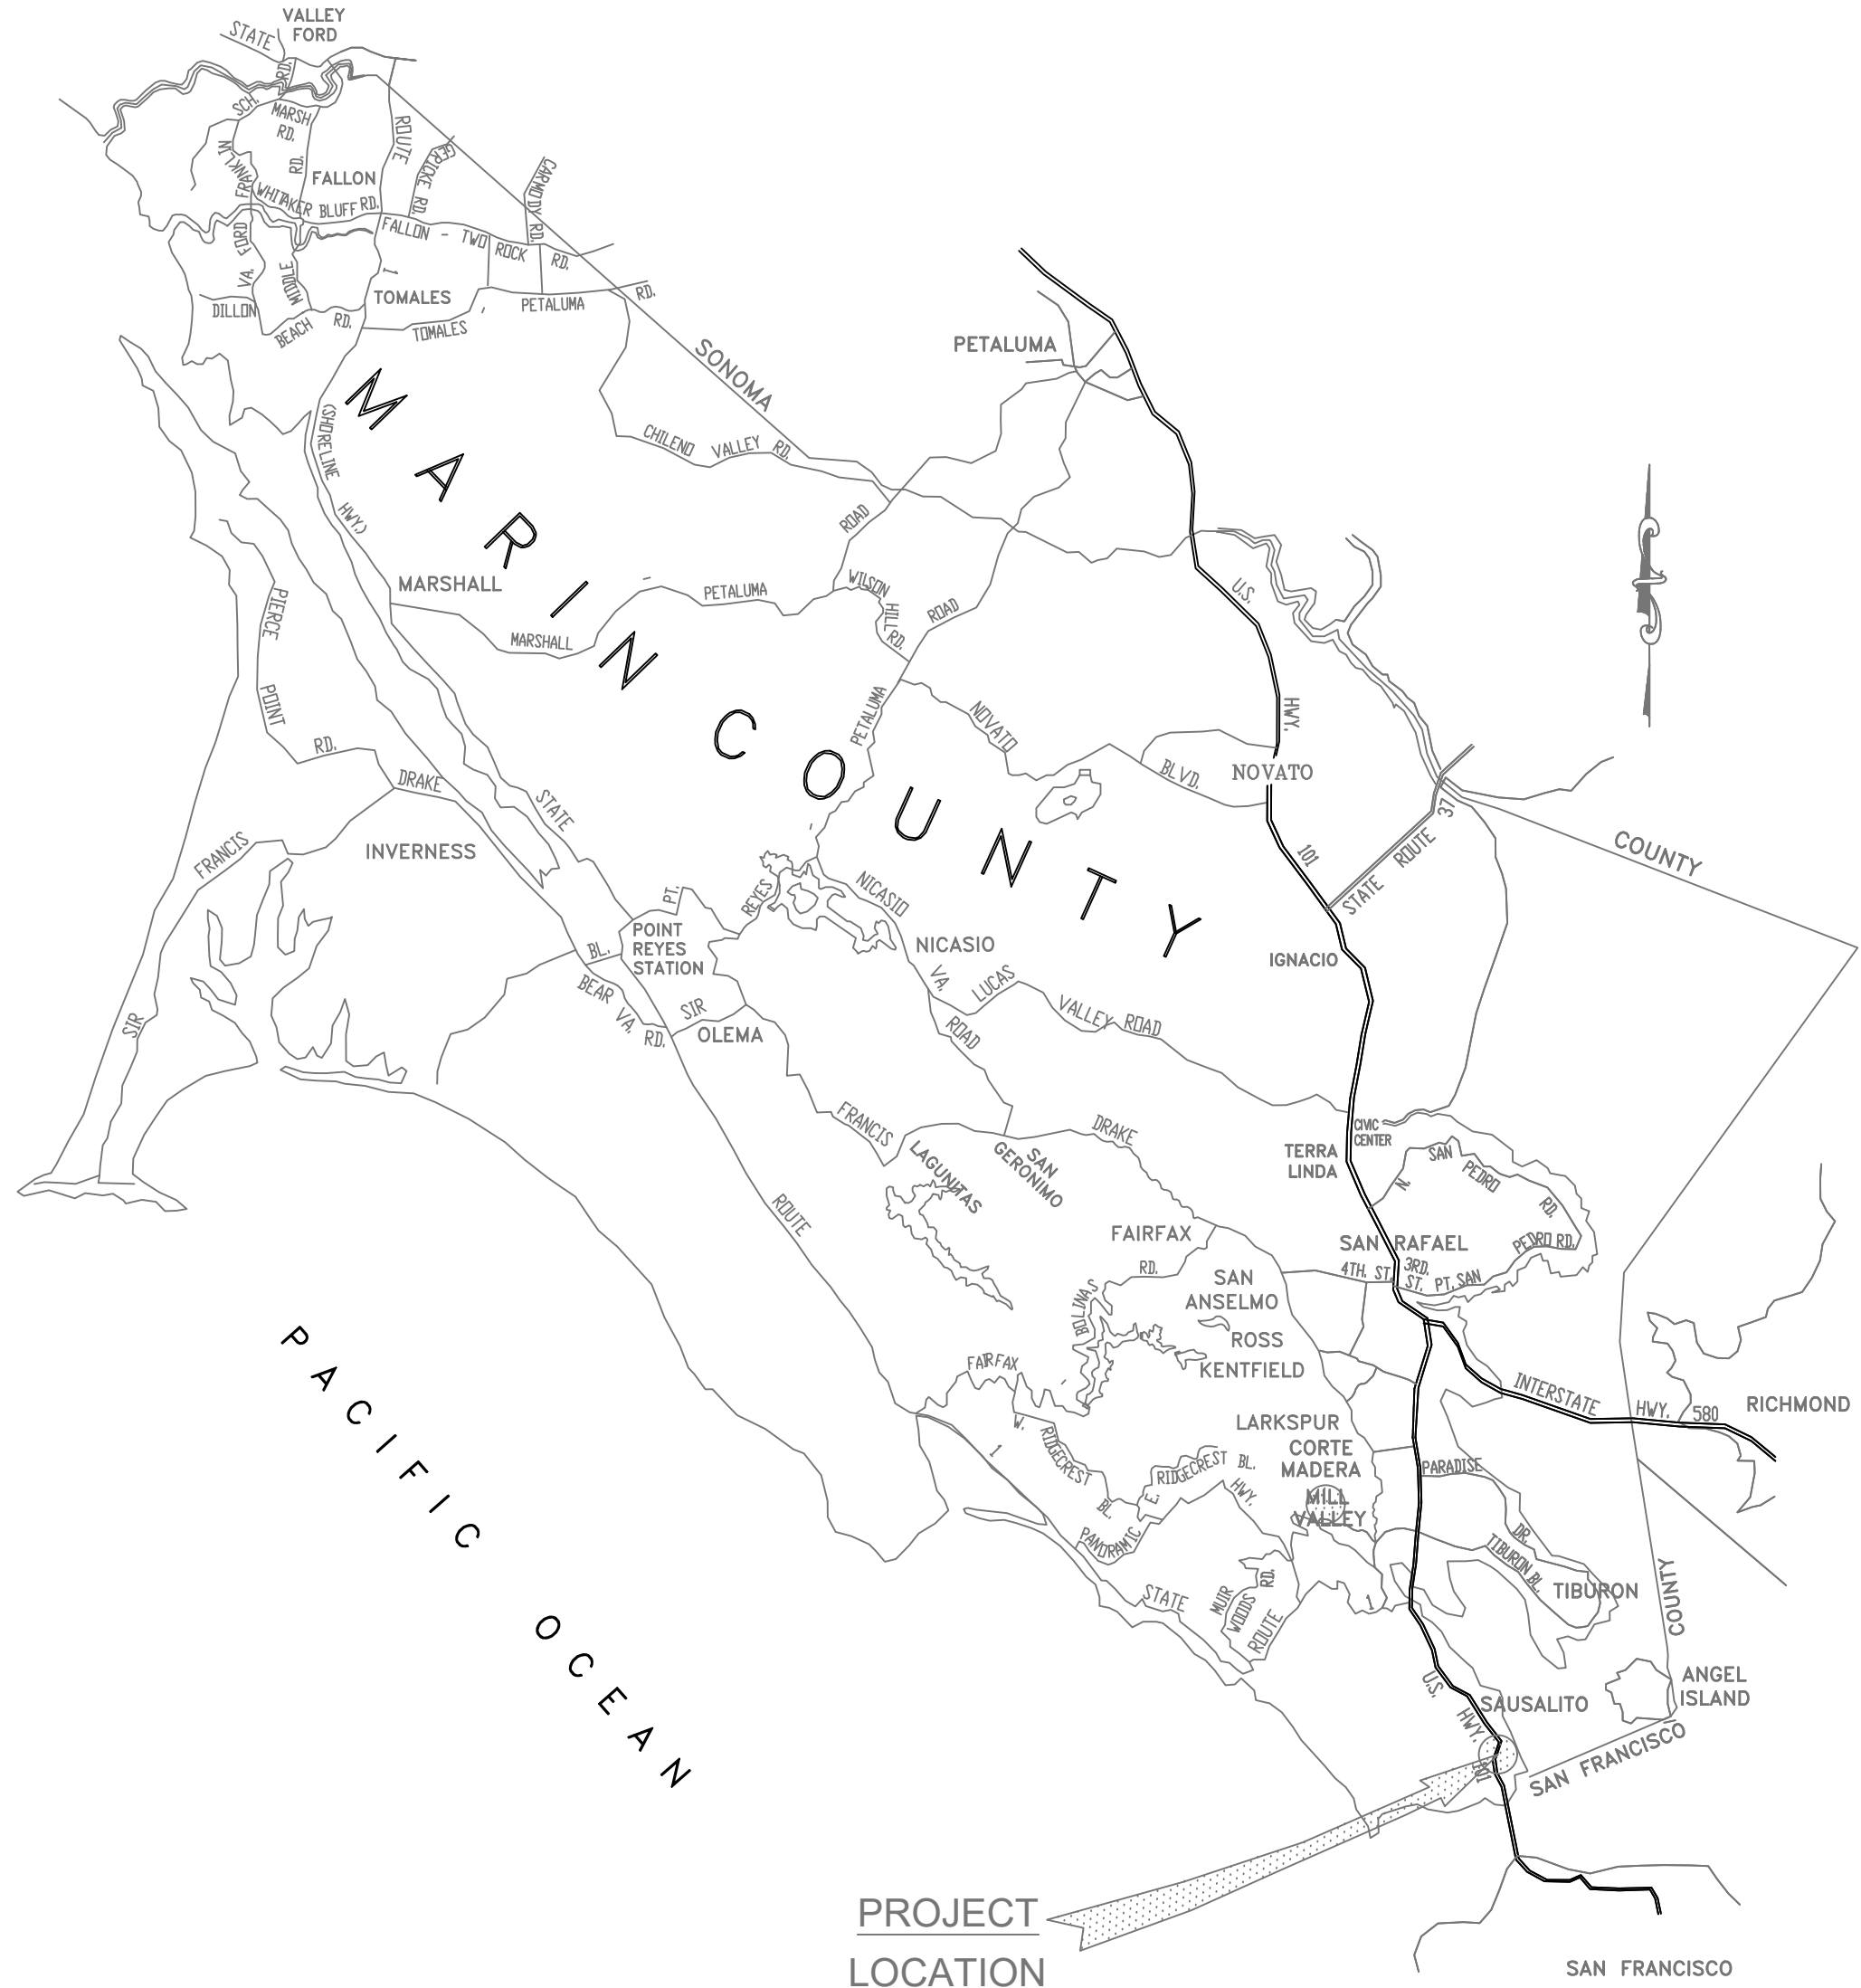 VALLEY
FORD
STATE
RD.
SCH.
MARSH
RD.
RD.
ROUTE
GERICKE RD.
CARMODY RD.
FRANKLIN
FALLON
WHITAKER BLUFF RD.
FALLON - TWO ROCK RD.
VA. FORD
MIDDLE
1
TOMALES
DILLON
BEACH RD.
TOMALES - PETALUMA RD.
PETALUMA
SONOMA
(SHORELINE HWY.)
MARIN COUNTY
CHILENO VALLEY RD.
ROAD
MARSHALL
MARSHALL - PETALUMA
WILSON HILL RD.
ROAD
U.S. HWY.
PIERCE POINT RD.
PETALUMA
NOVATO
BLVD.
NOVATO
DRAKE
STATE
37
COUNTY
FRANCIS
INVERNESS
-
101
STATE ROUTE
PT.
REYES
NICASIO
POINT
REYES
STATION
BL.
NICASIO
IGNACIO
BEAR VA. RD.
VA.
LUCAS VALLEY ROAD
SIR
SIR
OLEMA
ROAD
FRANCIS
DRAKE
CIVIC
CENTER
LAGUNITAS
SAN
GERONIMO
TERRA
LINDA
N. SAN PEDRO RD.
ROUTE
FAIRFAX
SAN RAFAEL
PEDRO RD.
RD.
SAN
ANSELMO
4TH. ST.
3RD.
ST.
PT. SAN
BOLINAS
ROSS
PACIFIC OCEAN
FAIRFAX
-
KENTFIELD
INTERSTATE HWY. 580
RICHMOND
W. RIDGECREST BL.
1
LARKSPUR
CORTE
MADERA
E. RIDGECREST BL.
HWY.
PARADISE
DR.
MILL
VALLEY
PANORAMIC
TIBURON BL.
TIBURON
STATE
MUIR
WOODS
RD.
ROUTE
1
COUNTY
ANGEL
ISLAND
U.S. HWY. 101
SAUSALITO
SAN FRANCISCO
PROJECT
LOCATION
SAN FRANCISCO